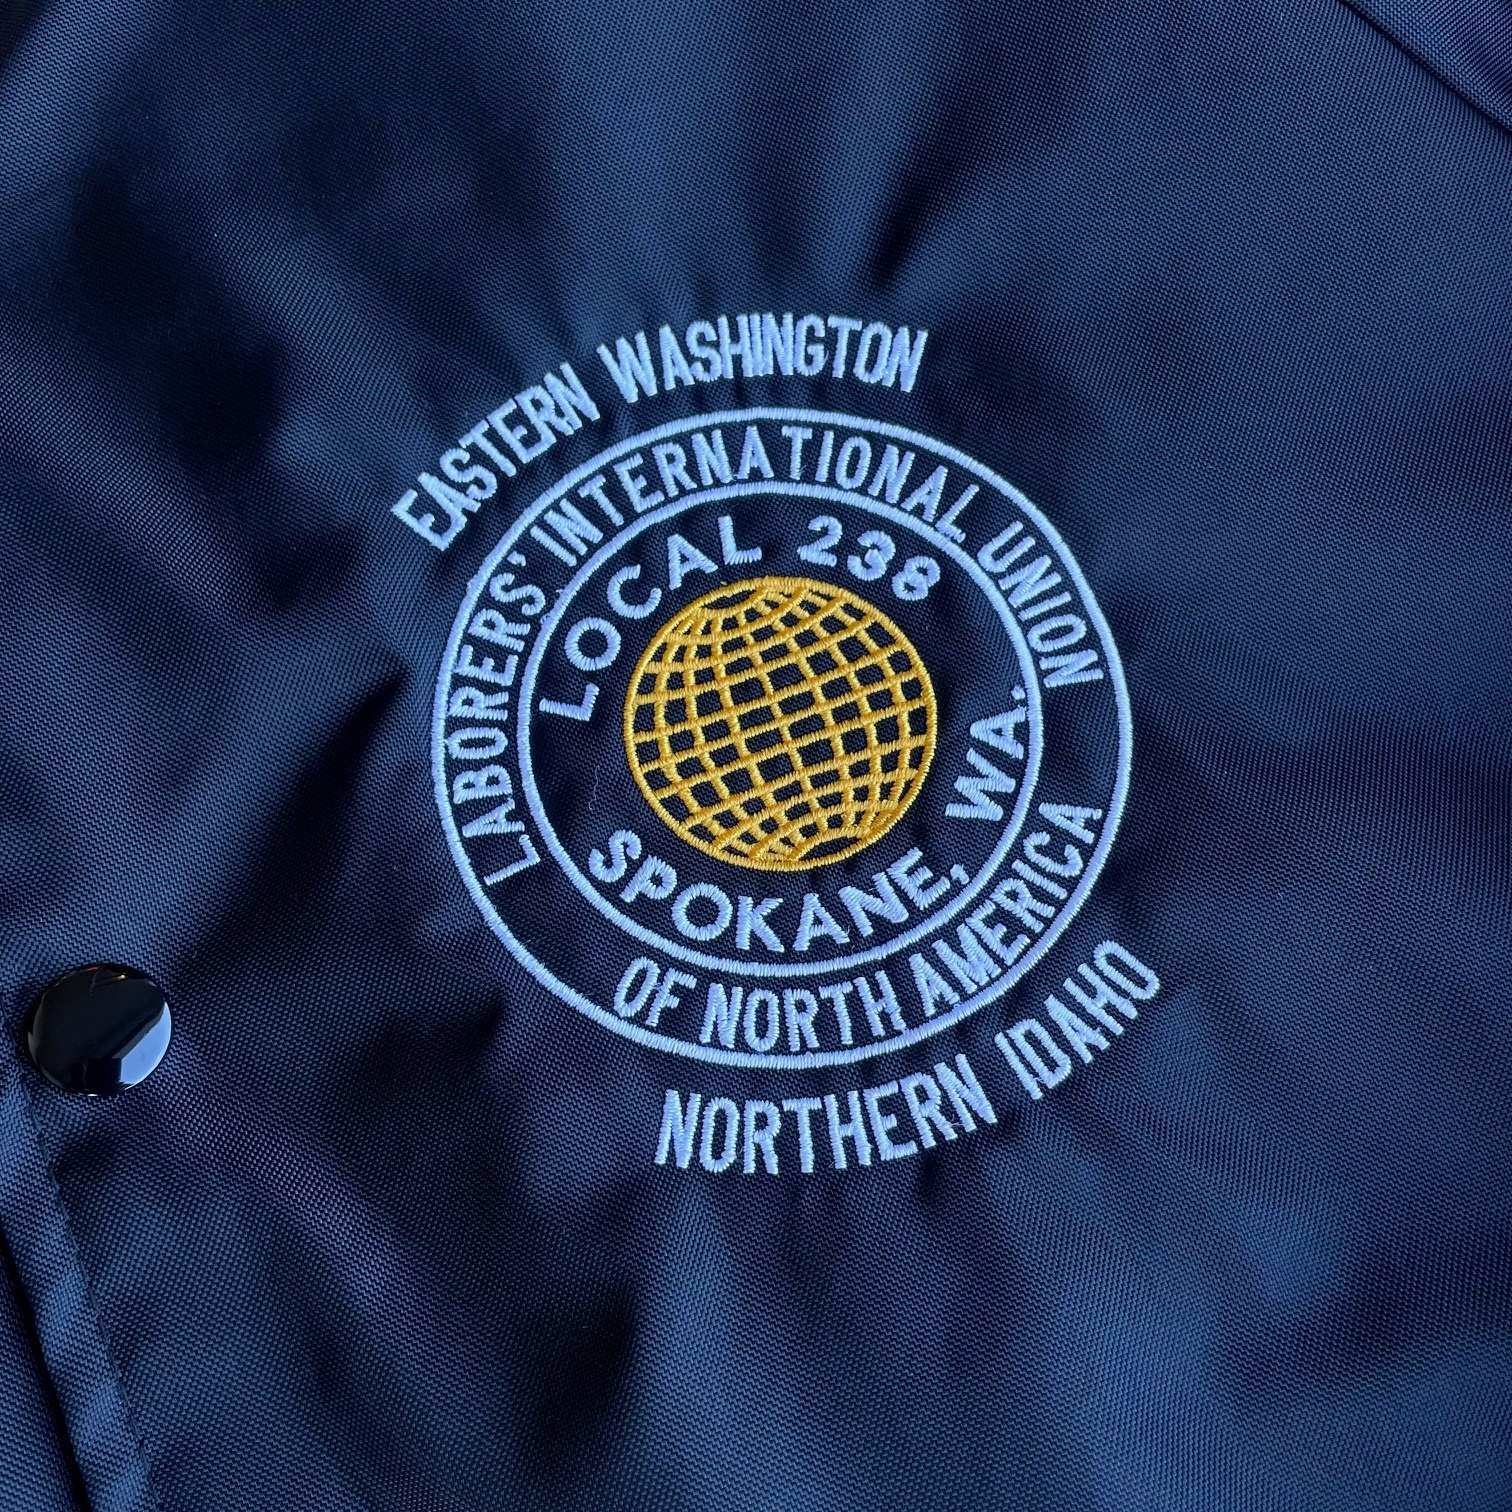 EASTERN WASHINGTON
LABORERS' INTERNATIONAL UNION
OF NORTH AMERICA
LOCAL 238
SPOKANE, WA.
NORTHERN IDAHO